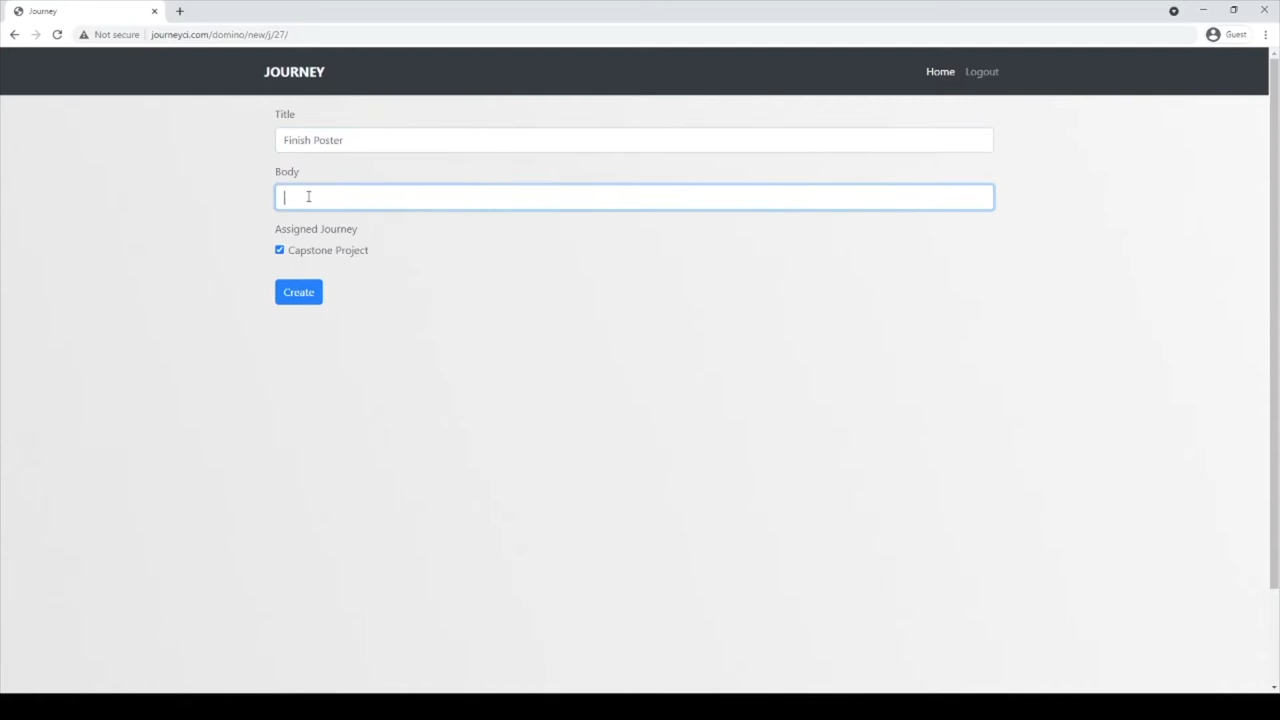 Journey
Not secure journeyci.com/domino/new/j/27/ Guest
JOURNEY Home Logout
Title
Finish Poster
Body
Assigned Journey
Capstone Project
Create